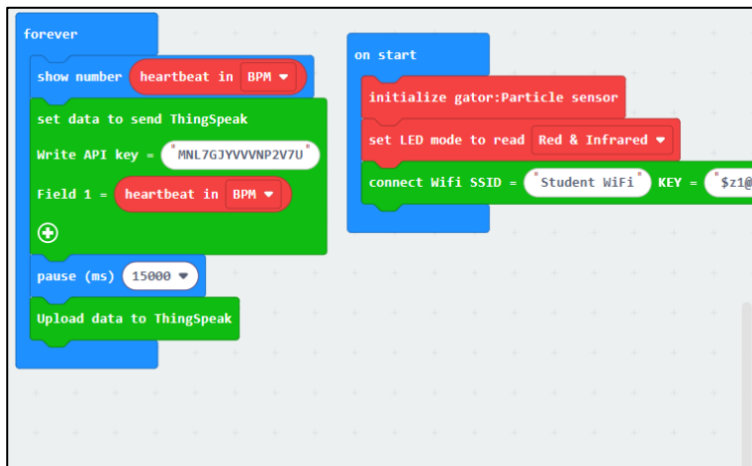 forever
show number heartbeat in BPM
set data to send ThingSpeak
Write API key = "MNL7GJYVVVNP2V7U"
Field 1 = heartbeat in BPM
pause (ms) 15000
Upload data to ThingSpeak
on start
initialize gator:Particle sensor
set LED mode to read Red & Infrared
connect Wifi SSID = "Student WiFi" KEY = "$z1@